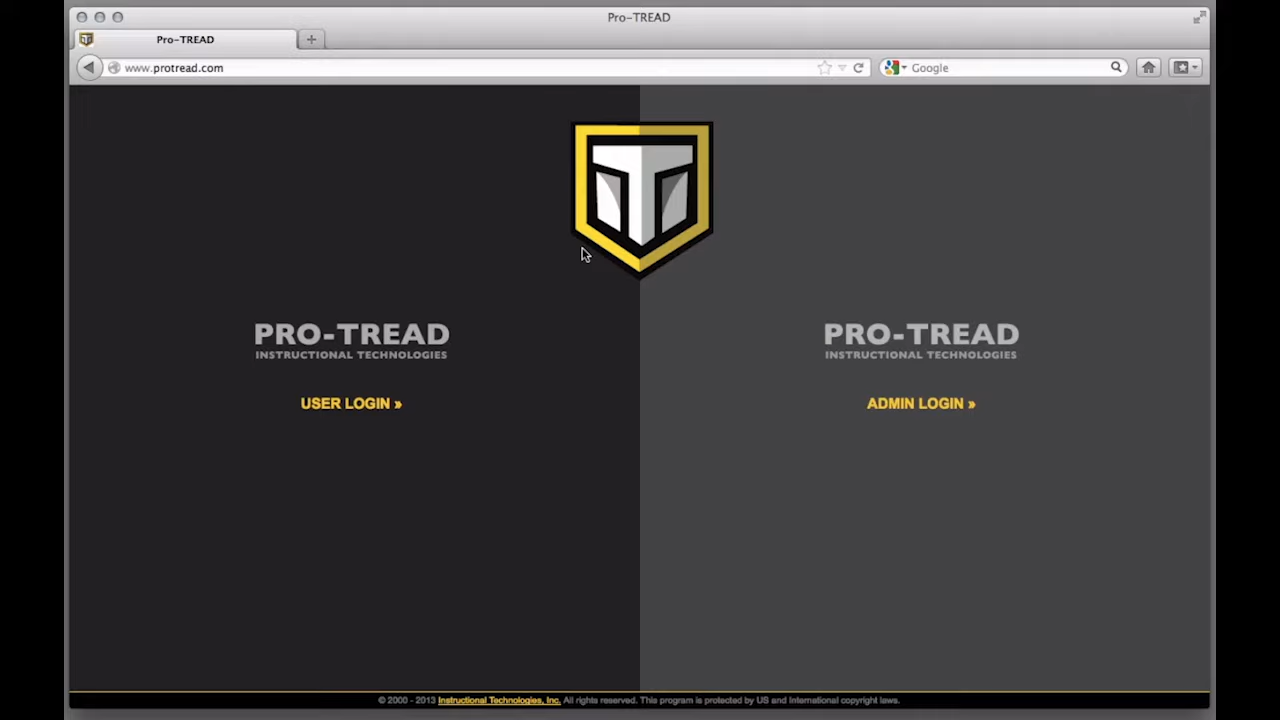 Pro-TREAD
Pro-TREAD
www.protread.com
Google
PRO-TREAD
INSTRUCTIONAL TECHNOLOGIES
USER LOGIN »
PRO-TREAD
INSTRUCTIONAL TECHNOLOGIES
ADMIN LOGIN »
© 2000 - 2013 Instructional Technologies, Inc. All rights reserved. This program is protected by US and International copyright laws.